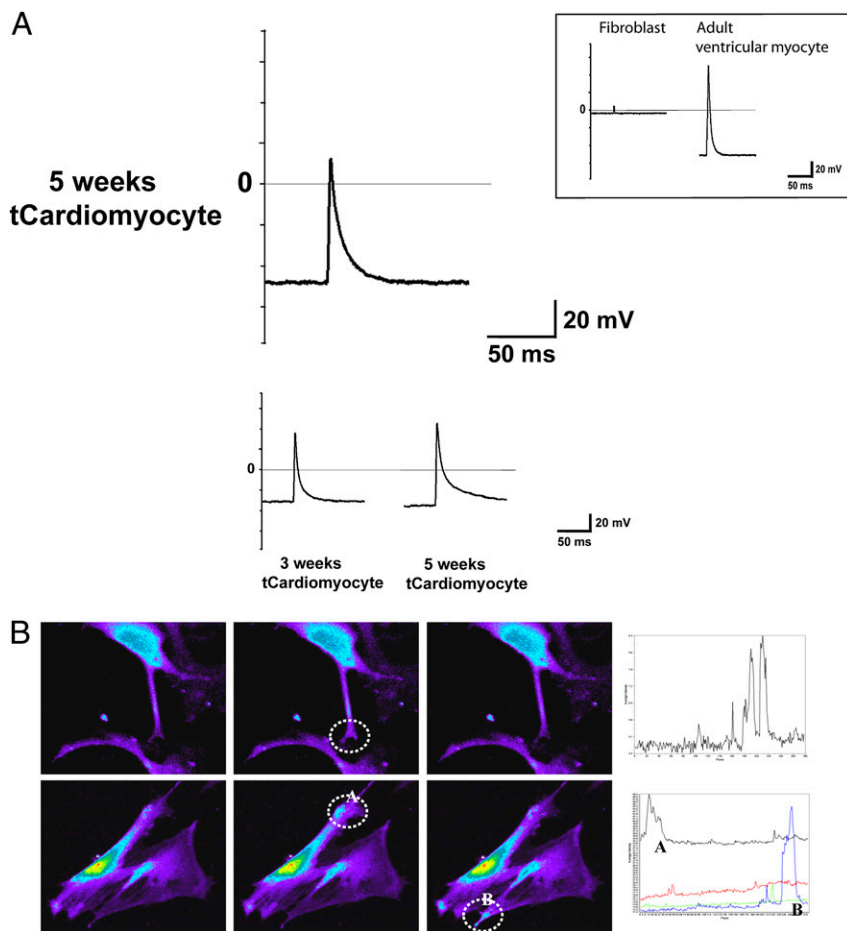 A
5 weeks
tCardiomyocyte
0
20 mV
50 ms
Fibroblast
Adult
ventricular myocyte
0
20 mV
50 ms
0
3 weeks
tCardiomyocyte
5 weeks
tCardiomyocyte
20 mV
50 ms
B
A
B
A
B